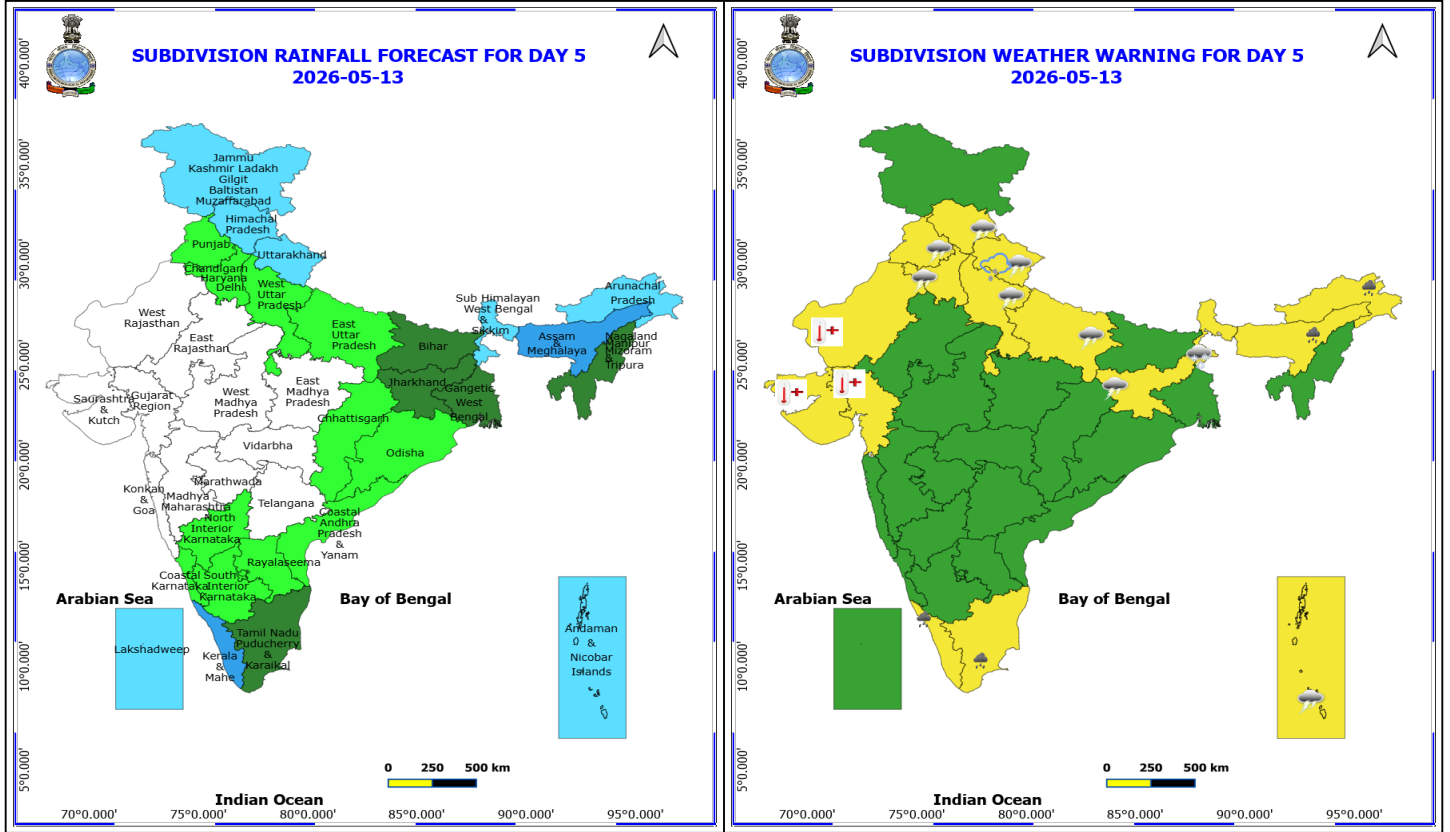 SUBDIVISION RAINFALL FORECAST FOR DAY 5
2026-05-13
40°0.000'
35°0.000'
30°0.000'
25°0.000'
20°0.000'
15°0.000'
10°0.000'
5°0.000'
Jammu
Kashmir Ladakh
Gilgit
Baltistan
Muzaffarabad
Himachal
Pradesh
Punjab
Uttarakhand
Chandigarh
Haryana
Delhi
West
Uttar
Pradesh
Arunachal
Pradesh
Sub Himalayan
West Bengal
&
Sikkim
West
Rajasthan
East
Rajasthan
East
Uttar
Pradesh
Bihar
Assam
&
Meghalaya
Nagaland
Manipur
Mizoram
&
Tripura
Jharkhand
Gangetic
West
Bengal
East
Madhya
Pradesh
West
Madhya
Pradesh
Gujarat
Region
Saurashtra
&
Kutch
Chhattisgarh
Vidarbha
Odisha
Marathwada
Konkan
&
Goa
Madhya
Maharashtra
Telangana
North
Interior
Karnataka
Coastal
Andhra
Pradesh
&
Yanam
Rayalaseema
Coastal
Karnataka
South
Interior
Karnataka
Arabian Sea
Bay of Bengal
Lakshadweep
Kerala
&
Mahe
Tamil Nadu
Puducherry
&
Karaikal
Andaman
&
Nicobar
Islands
0 250 500 km
Indian Ocean
70°0.000' 75°0.000' 80°0.000' 85°0.000' 90°0.000' 95°0.000'
SUBDIVISION WEATHER WARNING FOR DAY 5
2026-05-13
40°0.000'
35°0.000'
30°0.000'
25°0.000'
20°0.000'
15°0.000'
10°0.000'
5°0.000'
Arabian Sea
Bay of Bengal
0 250 500 km
Indian Ocean
70°0.000' 75°0.000' 80°0.000' 85°0.000' 90°0.000' 95°0.000'